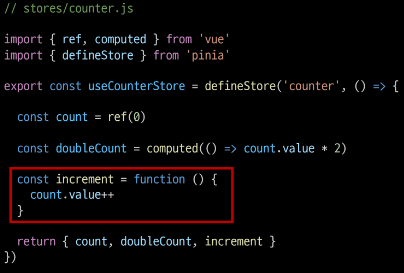 // stores/counter.js
import { ref, computed } from 'vue'
import { defineStore } from 'pinia'
export const useCounterStore = defineStore('counter', () => {
const count = ref(0)
const doubleCount = computed(() => count.value * 2)
const increment = function () {
count.value++
}
return { count, doubleCount, increment }
})